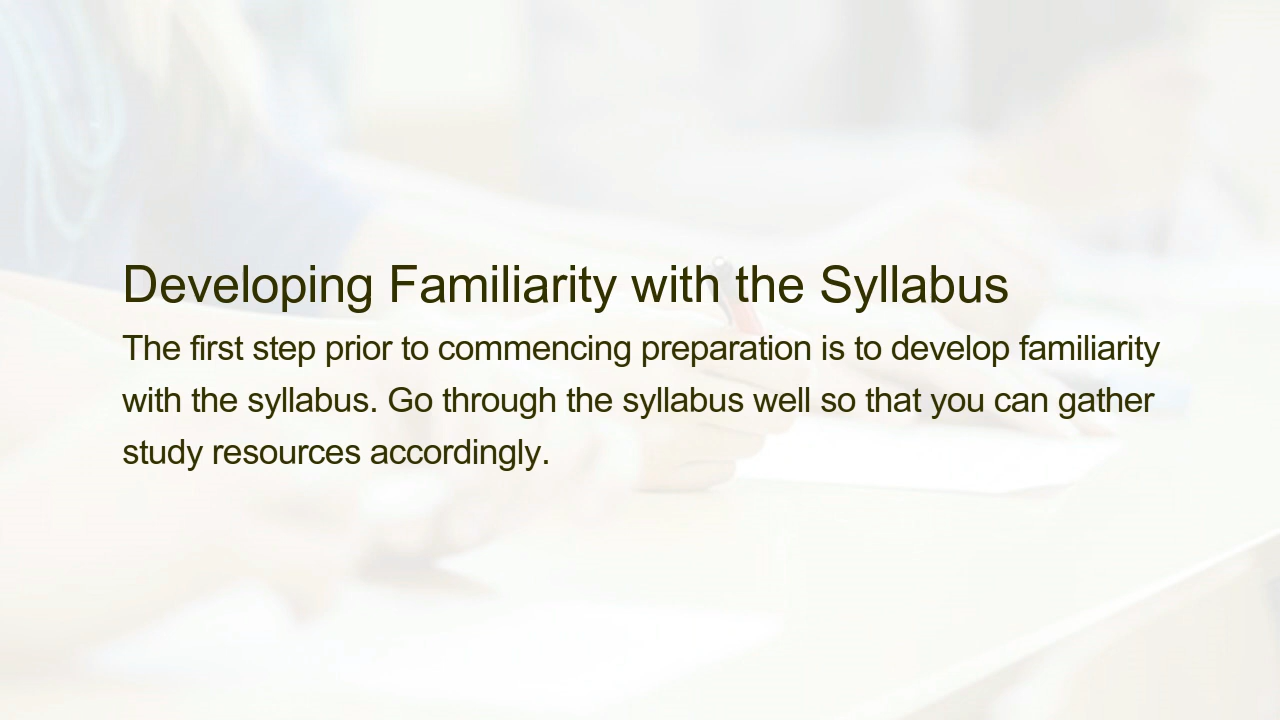 Developing Familiarity with the Syllabus
The first step prior to commencing preparation is to develop familiarity
with the syllabus. Go through the syllabus well so that you can gather
study resources accordingly.